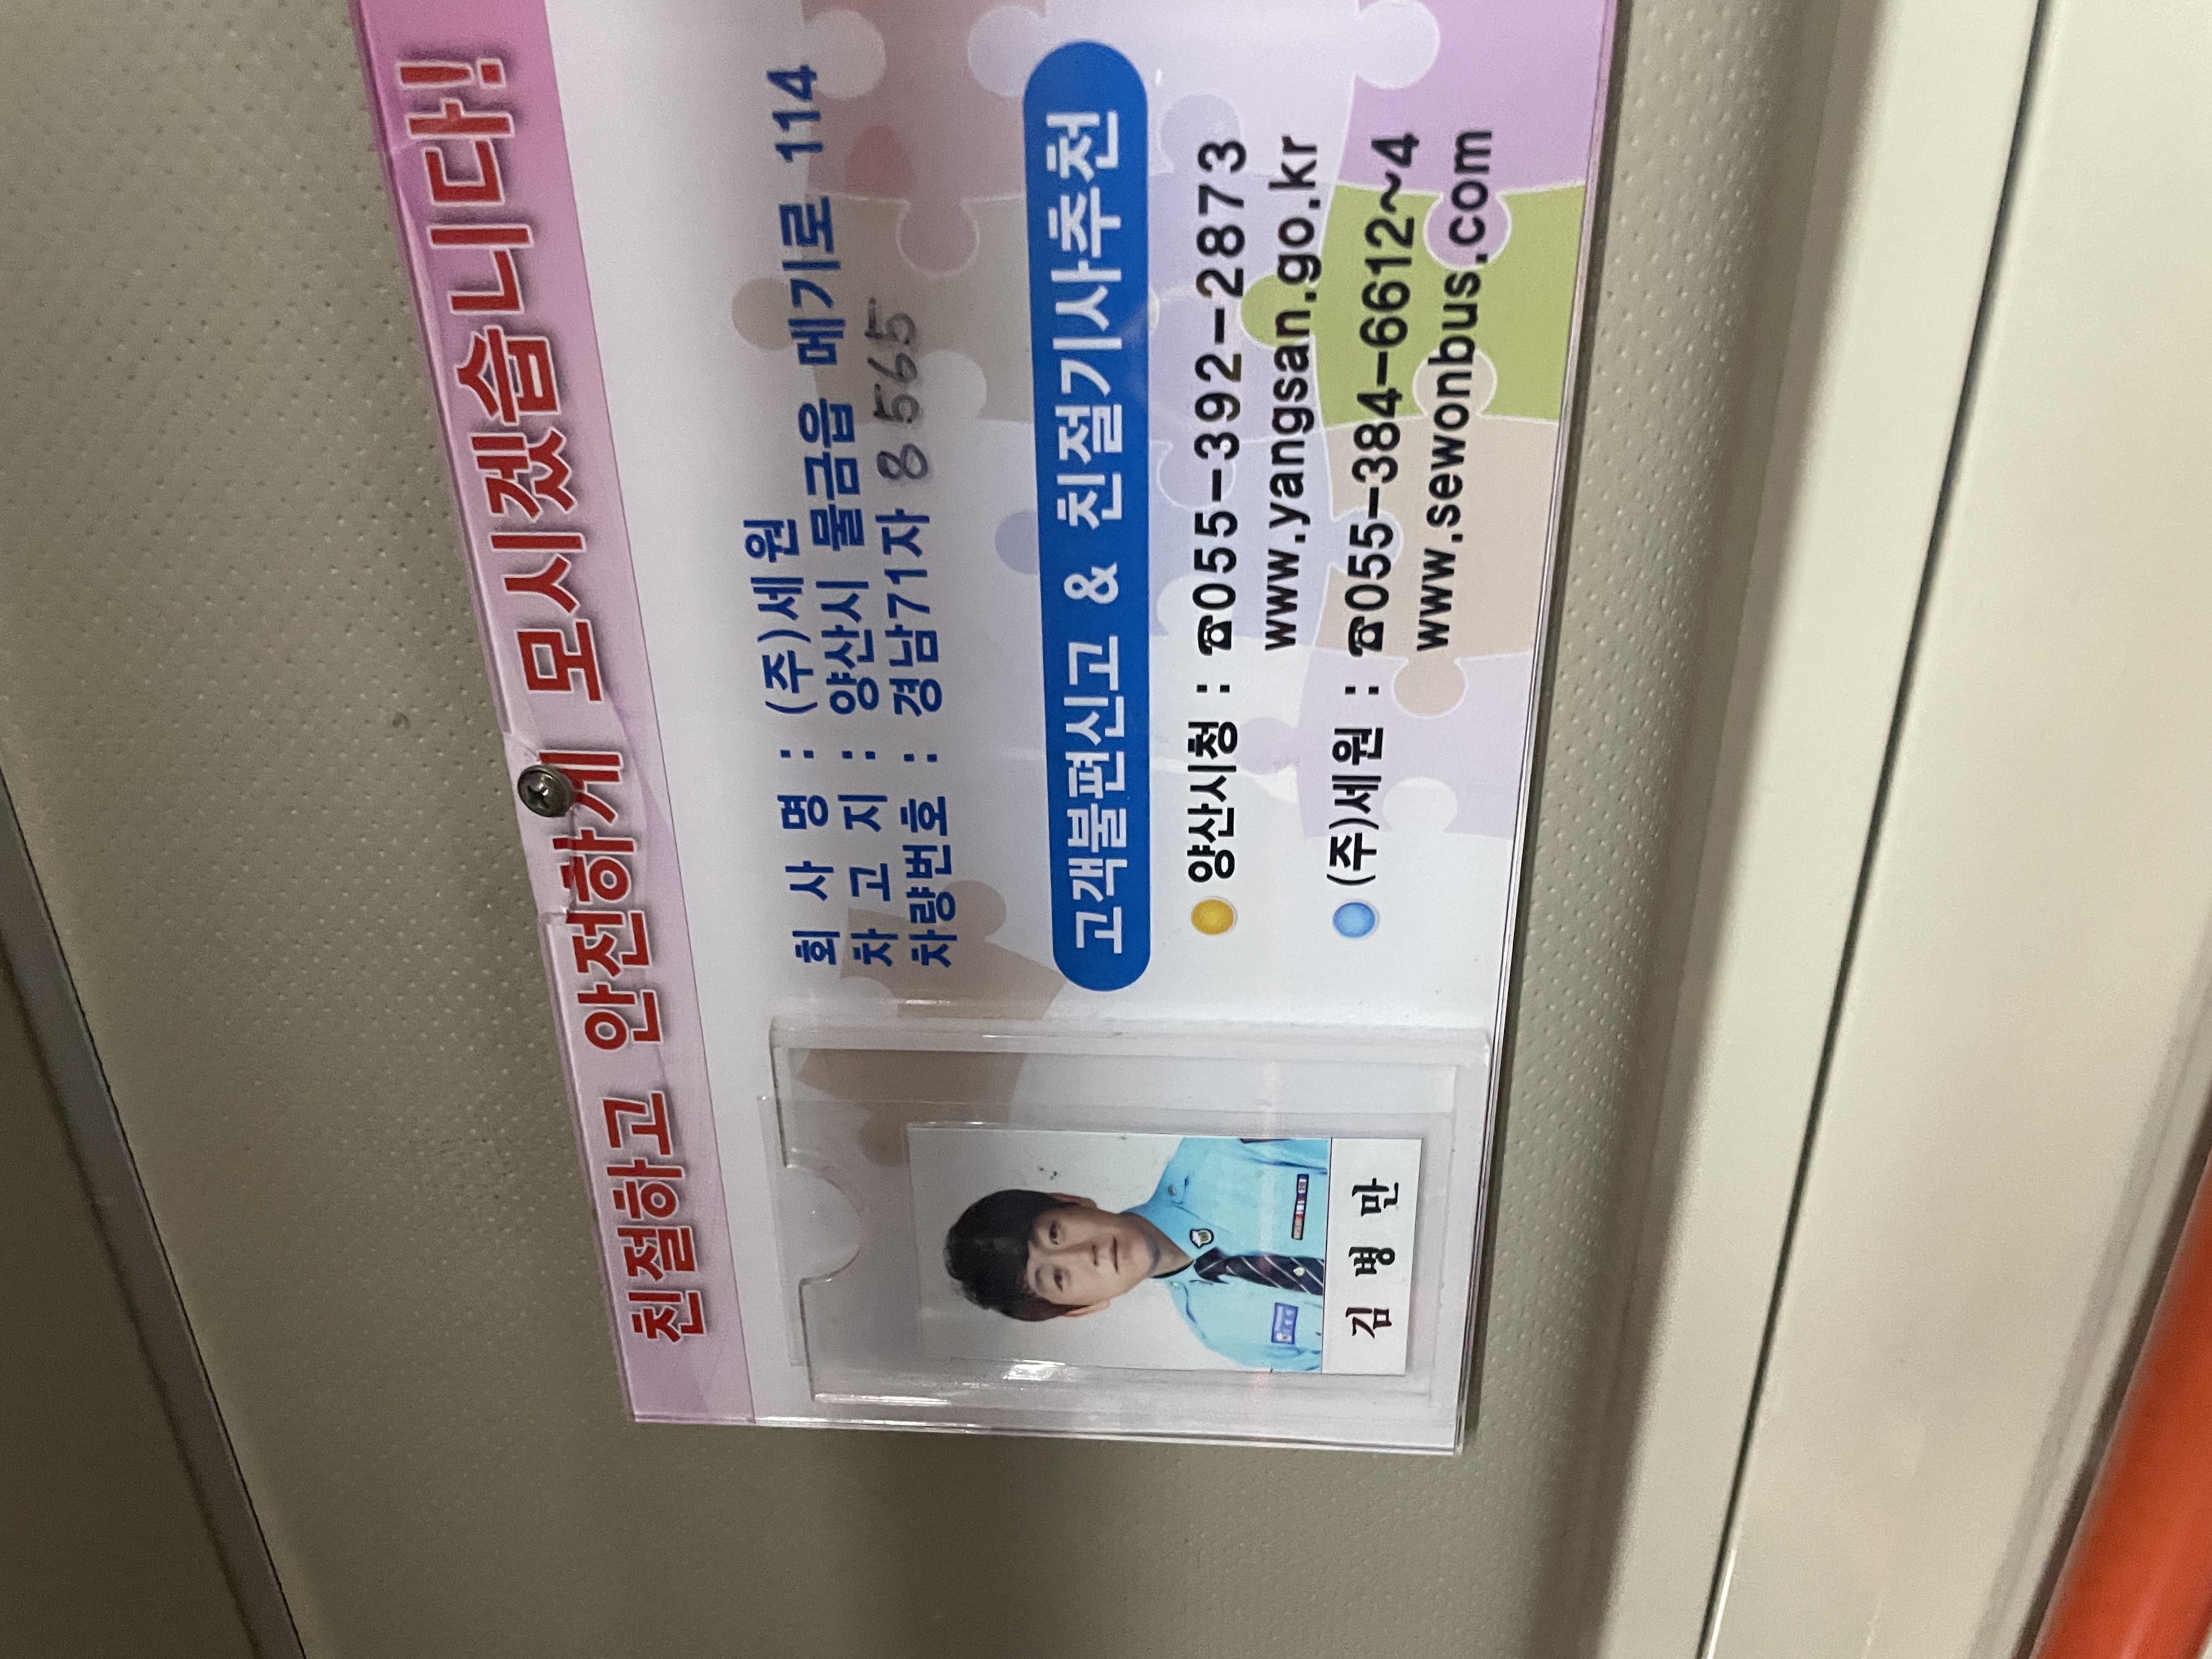 친절하고 안전하게 모시겠습니다!
회 사 명 : (주)세원
차 고 지 : 양산시 물금읍 메기로 114
차량번호 : 경남71자 8565
고객불편신고 & 친절기사추천
양산시청 : ☎055-392-2873
www.yangsan.go.kr
(주)세원 : ☎055-384-6612~4
www.sewonbus.com
김 병 만